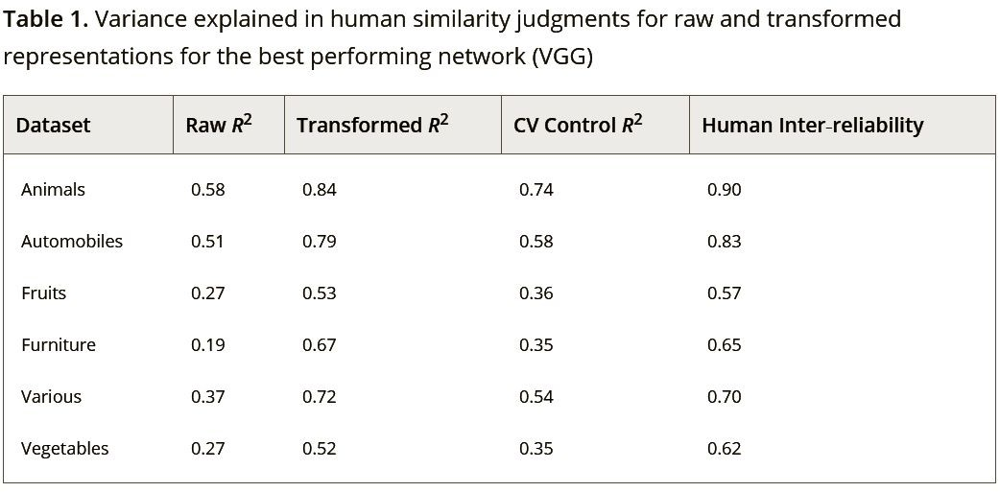 Table 1. Variance explained in human similarity judgments for raw and transformed
representations for the best performing network (VGG)
Dataset Raw R² Transformed R² CV Control R² Human Inter-reliability
Animals 0.58 0.84 0.74 0.90
Automobiles 0.51 0.79 0.58 0.83
Fruits 0.27 0.53 0.36 0.57
Furniture 0.19 0.67 0.35 0.65
Various 0.37 0.72 0.54 0.70
Vegetables 0.27 0.52 0.35 0.62